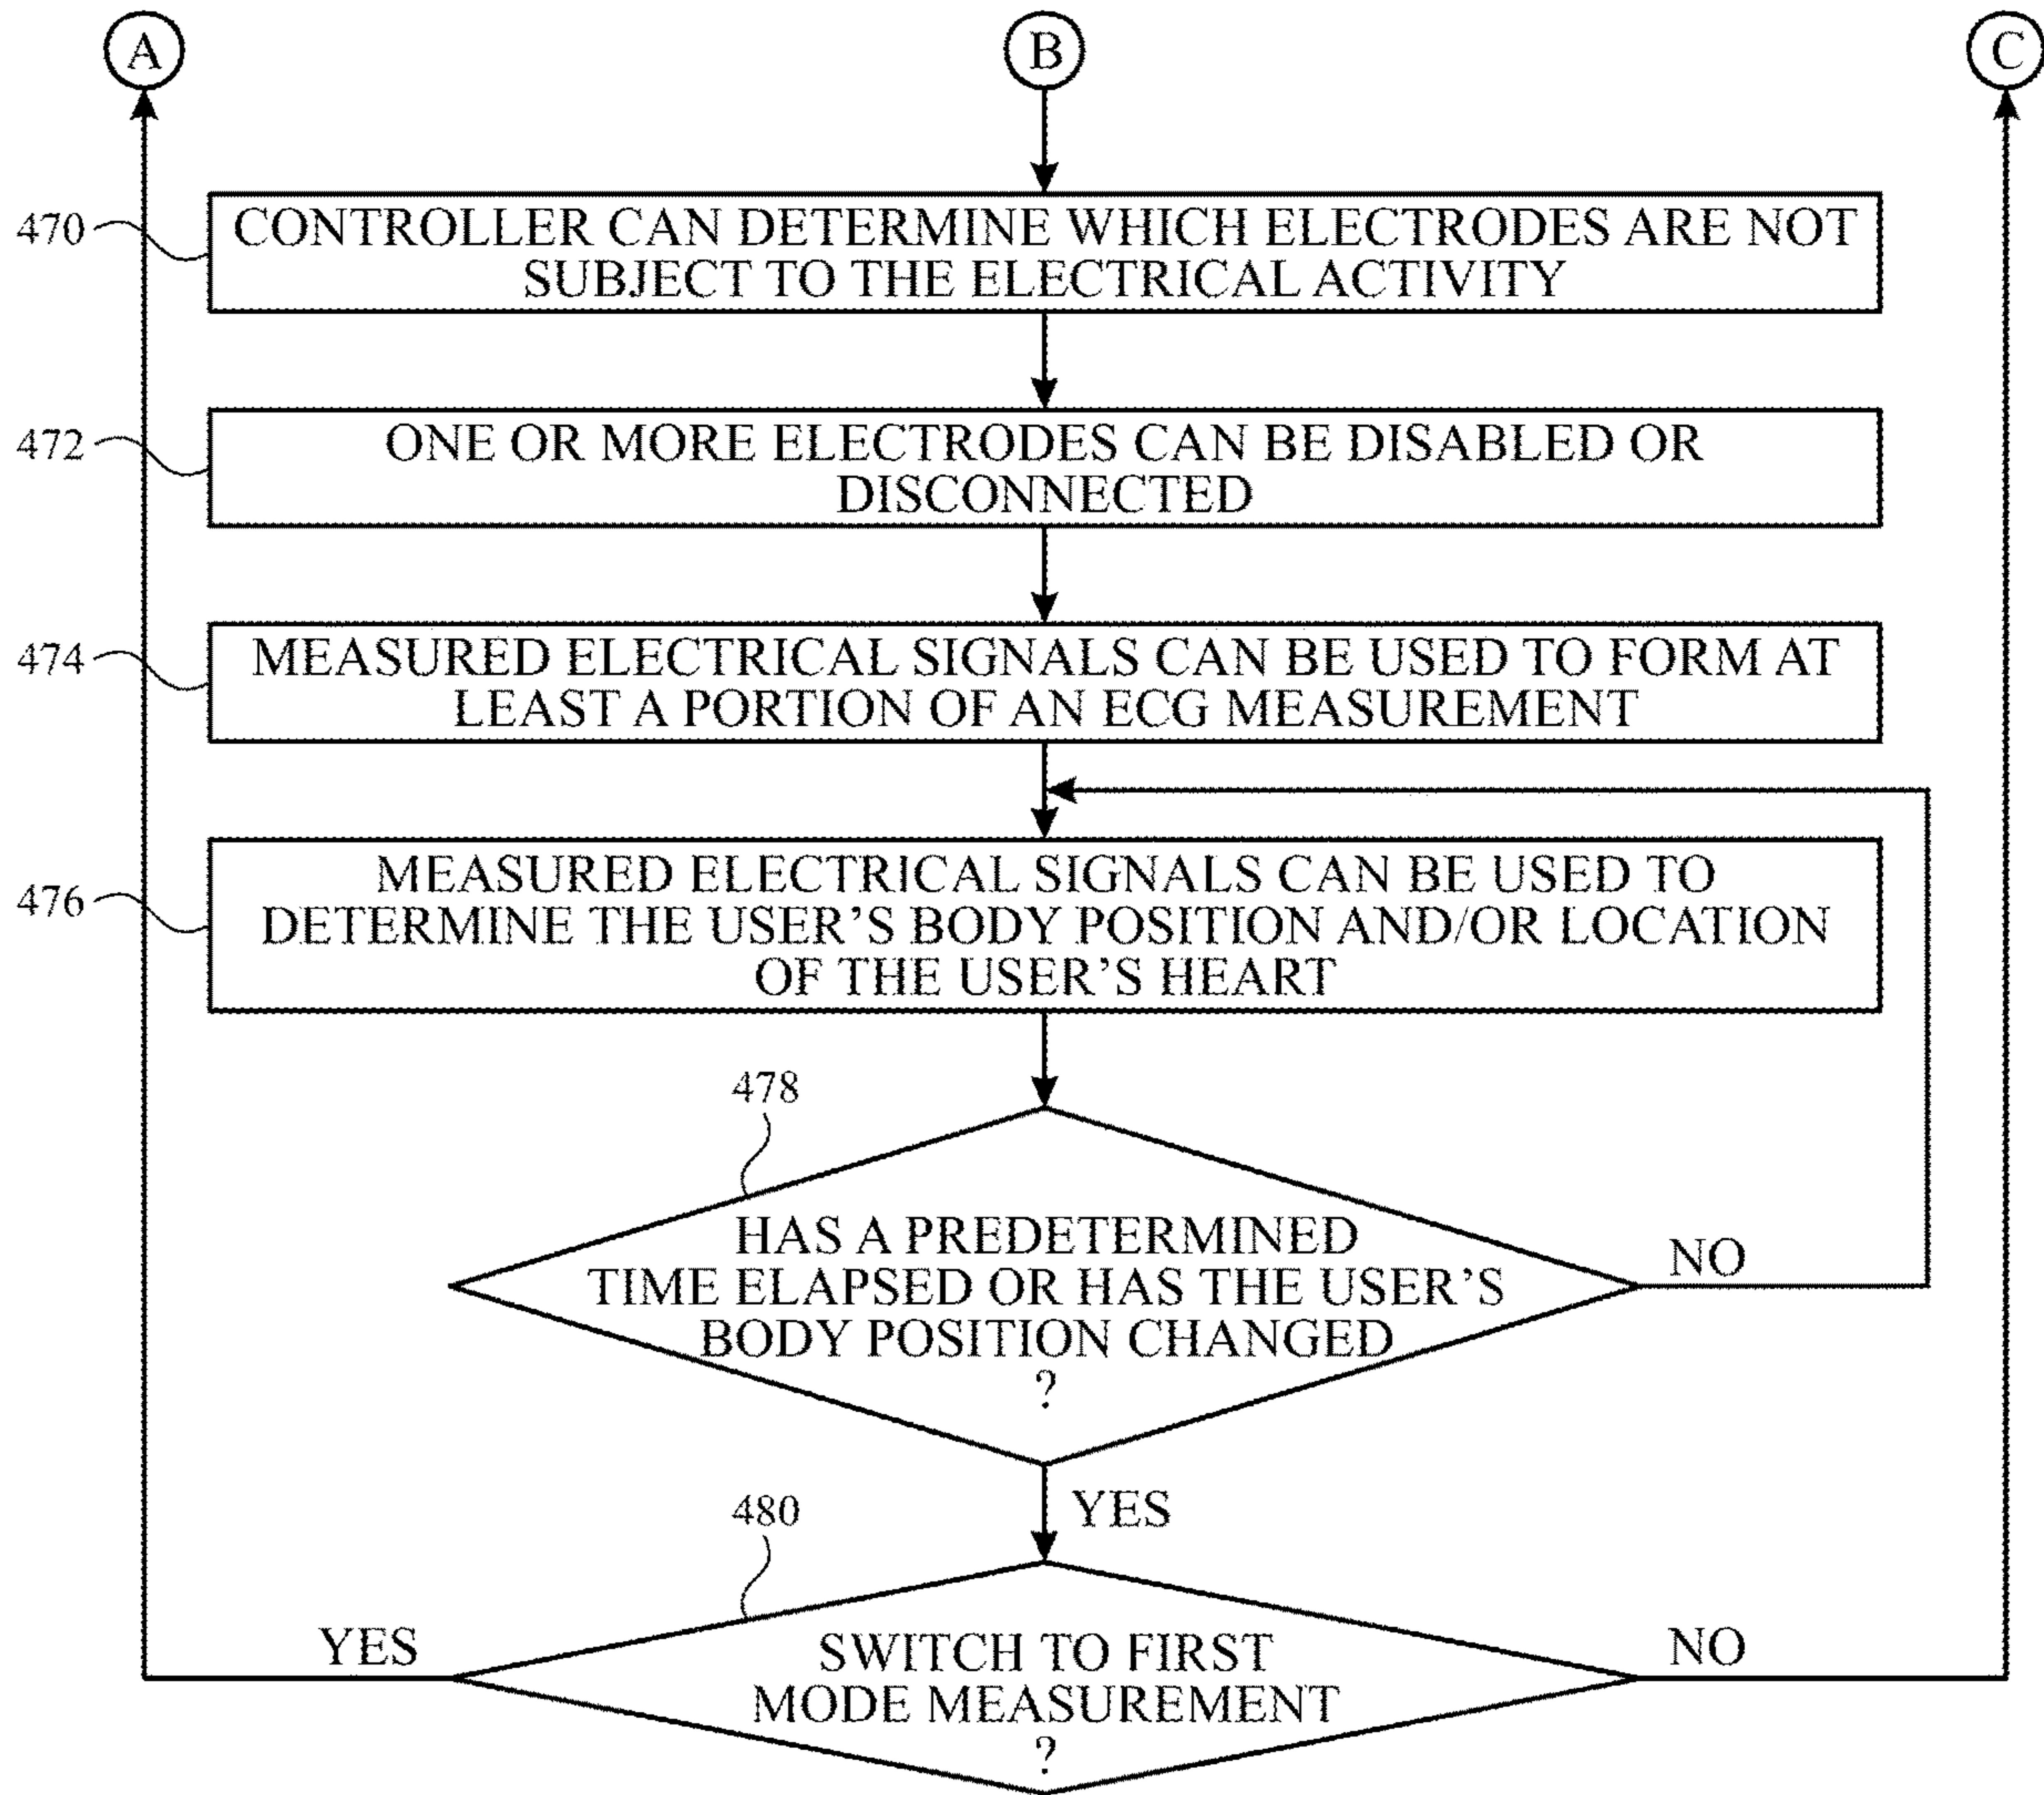 A
B
C
470
CONTROLLER CAN DETERMINE WHICH ELECTRODES ARE NOT
SUBJECT TO THE ELECTRICAL ACTIVITY
472
ONE OR MORE ELECTRODES CAN BE DISABLED OR
DISCONNECTED
474
MEASURED ELECTRICAL SIGNALS CAN BE USED TO FORM AT
LEAST A PORTION OF AN ECG MEASUREMENT
476
MEASURED ELECTRICAL SIGNALS CAN BE USED TO
DETERMINE THE USER'S BODY POSITION AND/OR LOCATION
OF THE USER'S HEART
478
HAS A PREDETERMINED
TIME ELAPSED OR HAS THE USER'S
BODY POSITION CHANGED
?
NO
YES
480
SWITCH TO FIRST
MODE MEASUREMENT
?
YES
NO